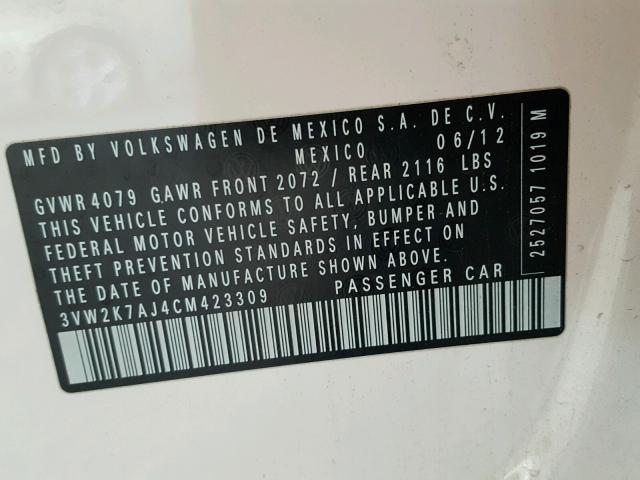 MFD BY VOLKSWAGEN DE MEXICO S.A. DE C.V.
MEXICO 06/12
GVWR 4079 GAWR FRONT 2072 / REAR 2116 LBS
THIS VEHICLE CONFORMS TO ALL APPLICABLE U.S.
FEDERAL MOTOR VEHICLE SAFETY, BUMPER AND
THEFT PREVENTION STANDARDS IN EFFECT ON
THE DATE OF MANUFACTURE SHOWN ABOVE.
3VW2K7AJ4CM423309 PASSENGER CAR
2527057 1019 M